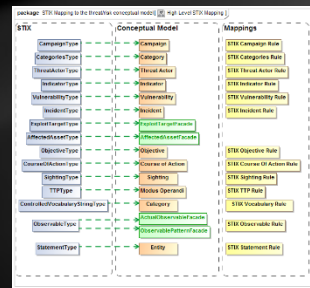 package STIX Mapping to the threat/risk conceptual model [ High Level STIX Mapping ]
STIX Conceptual Model Mappings
CampaignType Campaign STIX Campaign Rule
CategoriesType Category STIX Categories Rule
ThreatActorType Threat Actor STIX Threat Actor Rule
IndicatorType Indicator STIX Indicator Rule
VulnerabilityType Vulnerability STIX Vulnerability Rule
IncidentType Incident STIX Incident Rule
ExploitTargetType ExploitTargetFacade
AffectedAssetType AffectedAssetFacade
ObjectiveType Objective STIX Objective Rule
CourseOfActionType Course of Action STIX Course Of Action Rule
SightingType Sighting STIX Sighting Rule
TTPType Modus Operandi STIX TTP Rule
ControlledVocabularyStringType Category STIX Vocabulary Rule
ActualObservableFacade
ObservableType STIX Observable Rule
ObservablePatternFacade
StatementType Entity STIX Statement Rule